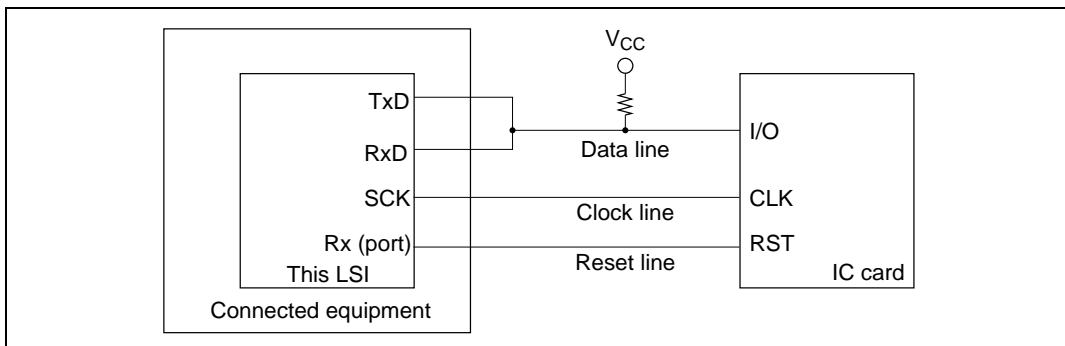 VCC
TxD
RxD
SCK
Rx (port)
This LSI
Connected equipment
Data line
Clock line
Reset line
I/O
CLK
RST
IC card